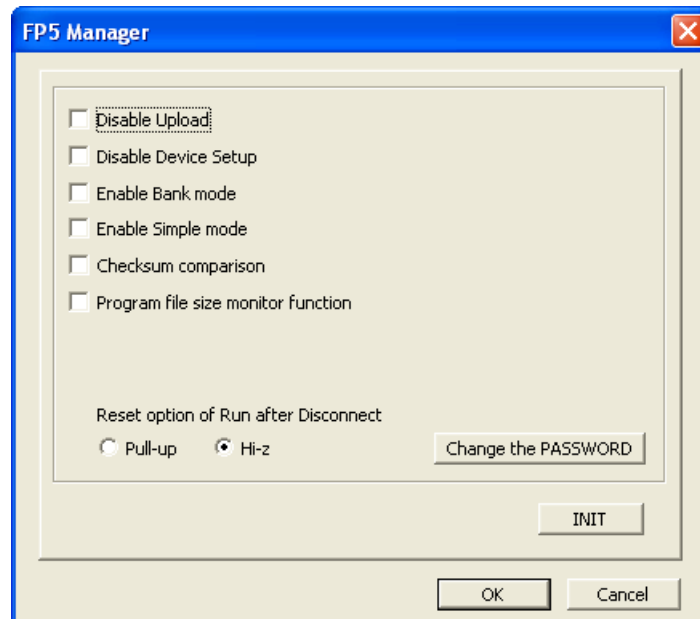 FP5 Manager
Disable Upload
Disable Device Setup
Enable Bank mode
Enable Simple mode
Checksum comparison
Program file size monitor function
Reset option of Run after Disconnect
Pull-up Hi-z Change the PASSWORD
INIT
OK Cancel